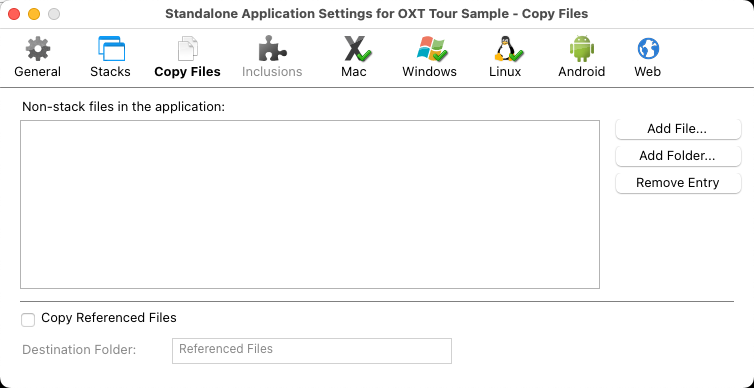 Standalone Application Settings for OXT Tour Sample - Copy Files
General Stacks Copy Files Inclusions Mac Windows Linux Android Web
Non-stack files in the application:
Add File...
Add Folder...
Remove Entry
Copy Referenced Files
Destination Folder: Referenced Files